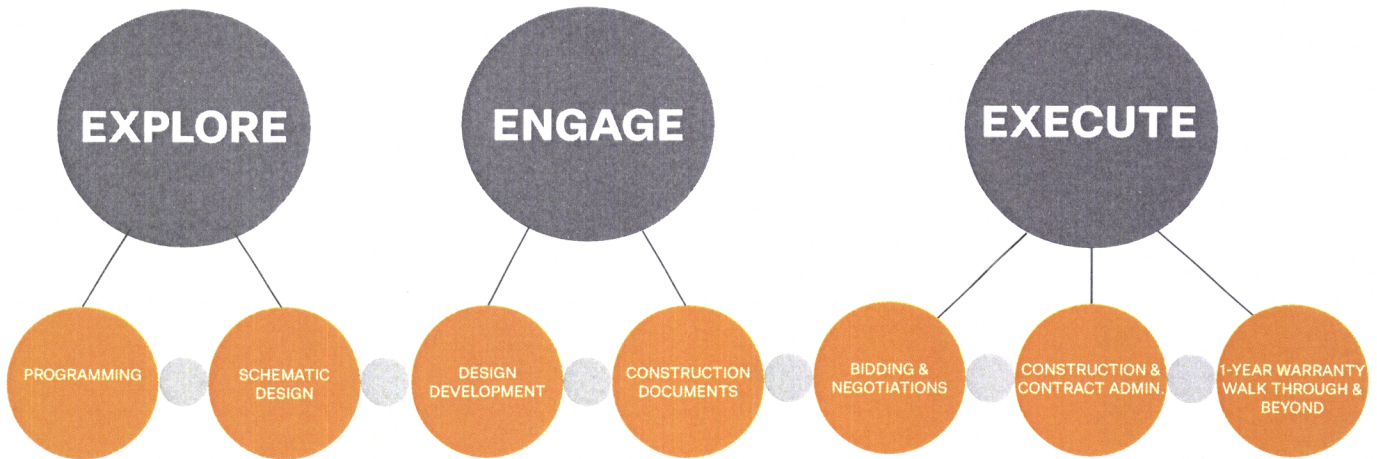 EXPLORE
ENGAGE
EXECUTE
PROGRAMMING
SCHEMATIC
DESIGN
DESIGN
DEVELOPMENT
CONSTRUCTION
DOCUMENTS
BIDDING &
NEGOTIATIONS
CONSTRUCTION &
CONTRACT ADMIN.
1-YEAR WARRANTY
WALK THROUGH &
BEYOND